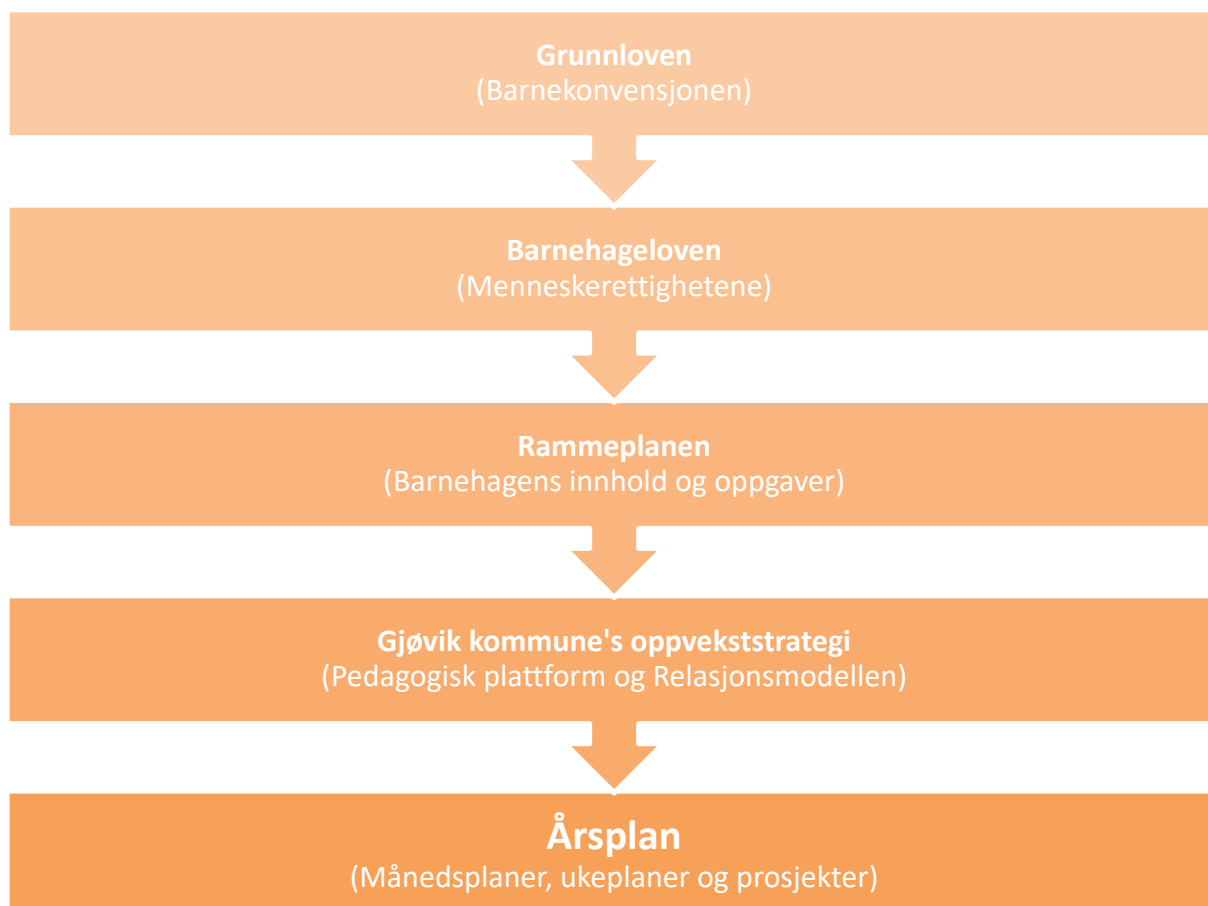 Grunnloven
(Barnekonvensjonen)
Barnehageloven
(Menneskerettighetene)
Rammeplanen
(Barnehagens innhold og oppgaver)
Gjøvik kommune's oppvekststrategi
(Pedagogisk plattform og Relasjonsmodellen)
Årsplan
(Månedsplaner, ukeplaner og prosjekter)